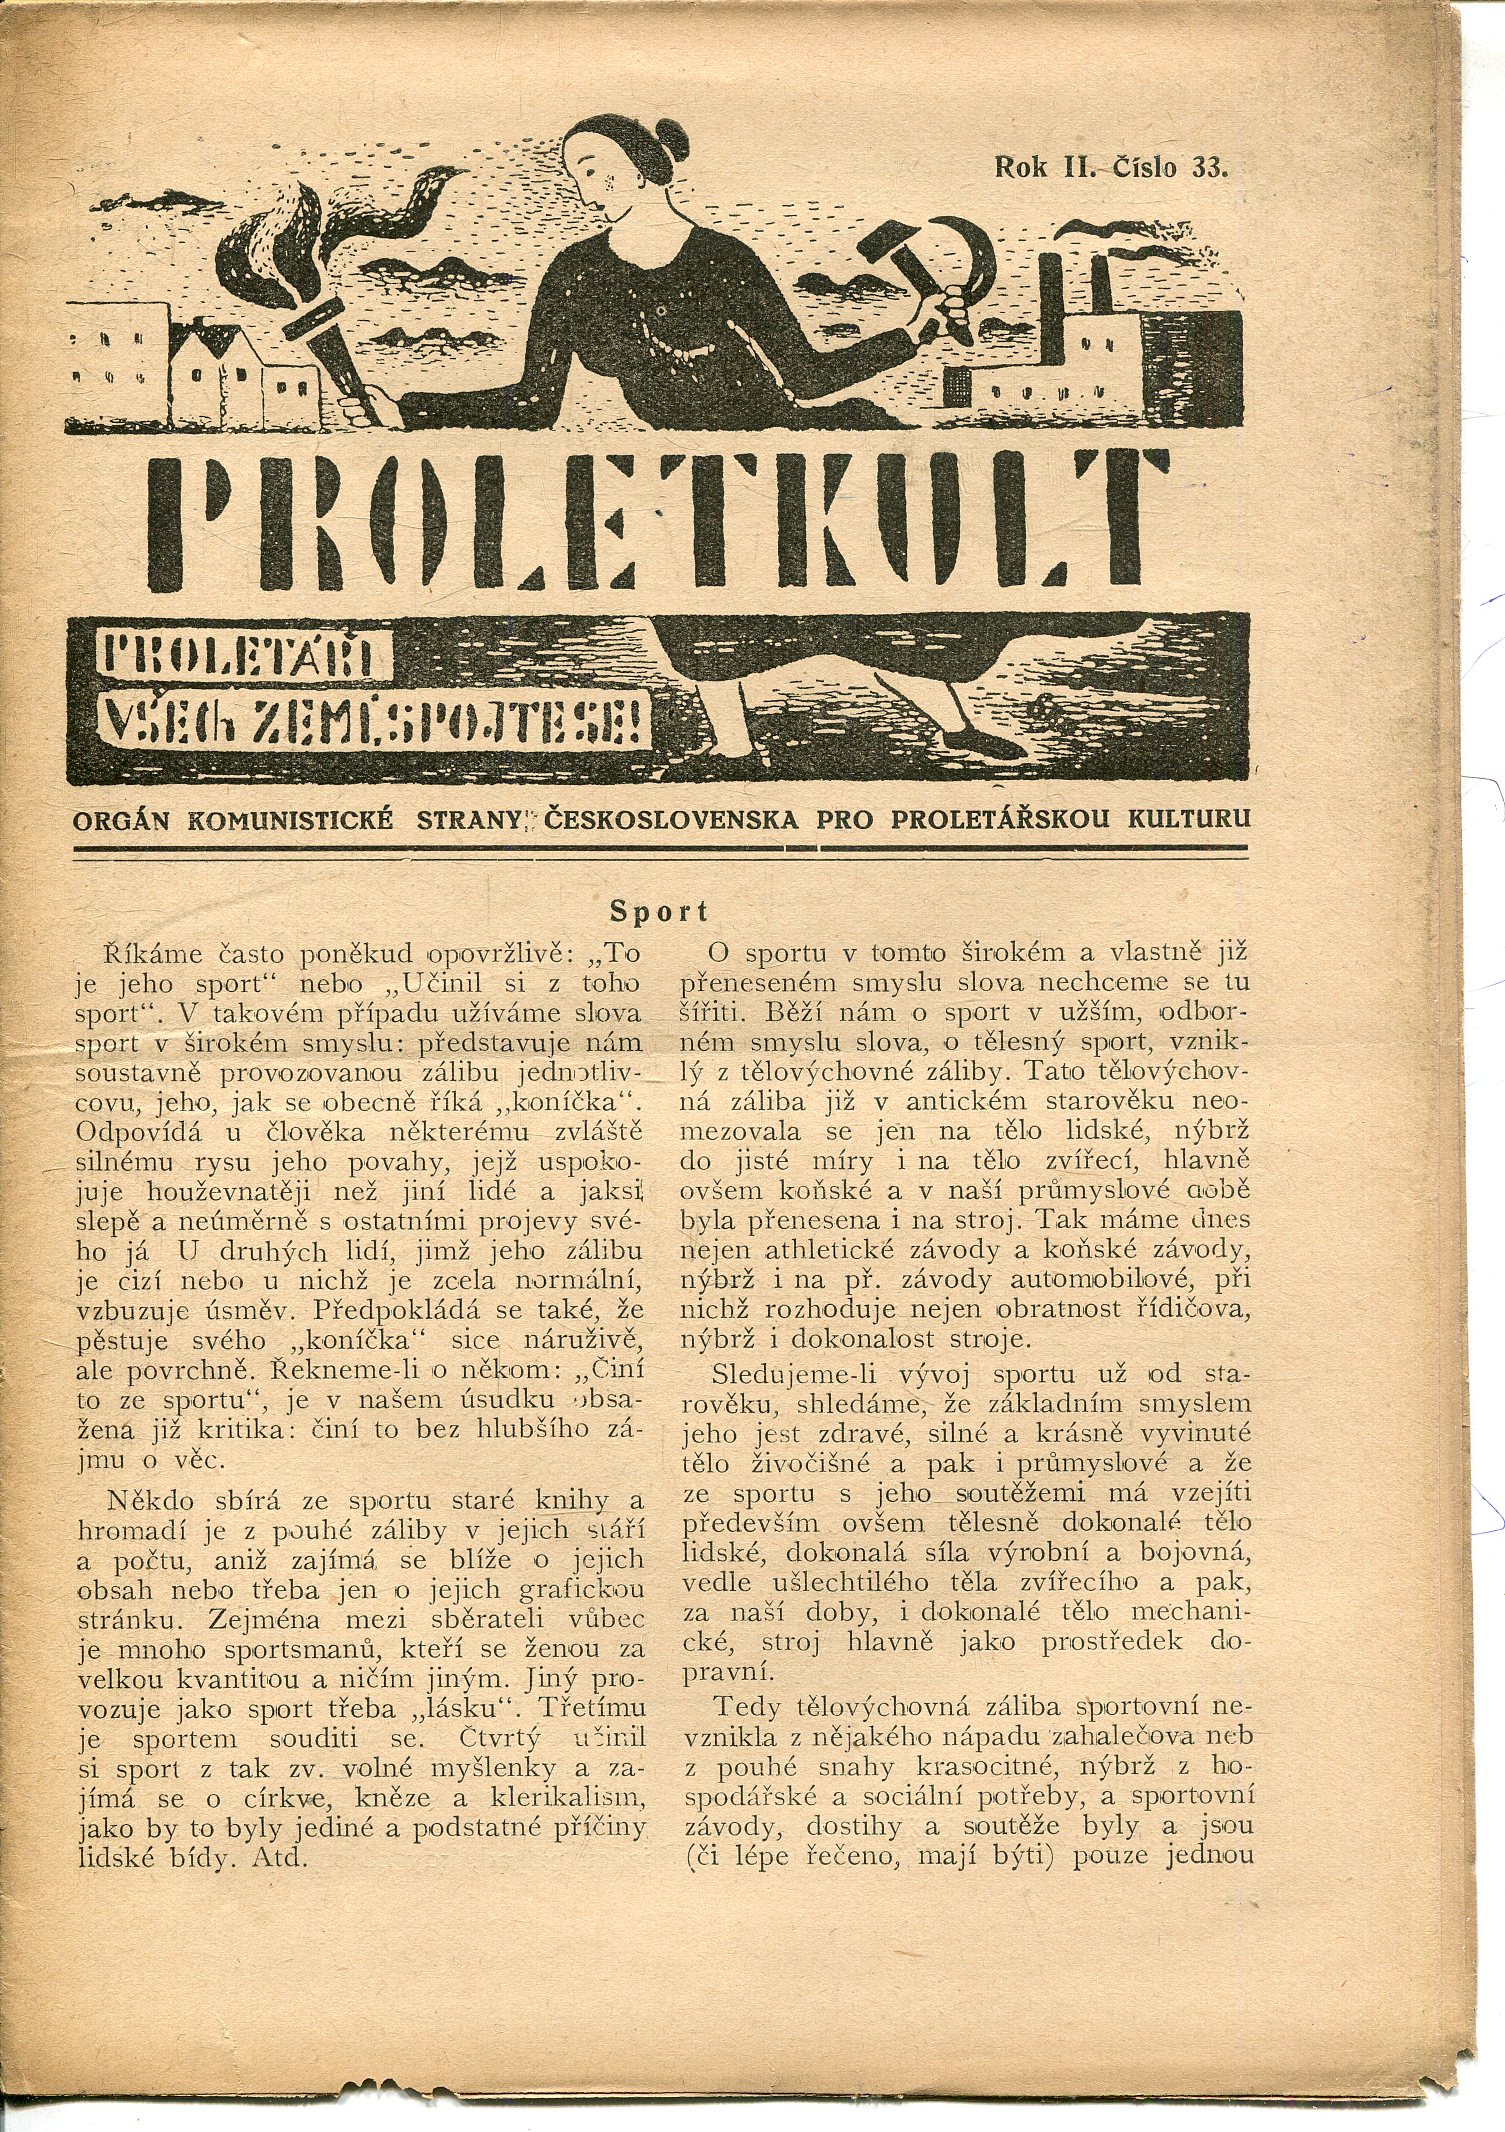 Rok II. Číslo 33.
PROLETKULT
PROLETÁŘI
VŠECH ZEMÍ, SPOJTE SE!
ORGÁN KOMUNISTICKÉ STRANY ČESKOSLOVENSKA PRO PROLETÁŘSKOU KULTURU
Sport
Říkáme často poněkud opovržlivě: „To
je jeho sport“ nebo „Učinil si z toho
sport“. V takovém případu užíváme slova
sport v širokém smyslu: představuje nám
soustavně provozovanou zálibu jednotliv-
covu, jeho, jak se obecně říká „koníčka“.
Odpovídá u člověka některému zvláště
silnému rysu jeho povahy, jejž uspoko-
juje houževnatěji než jiní lidé a jaksi
slepě a neúměrně s ostatními projevy své-
ho já U druhých lidí, jimž jeho zálibu
je cizí nebo u nichž je zcela normální,
vzbuzuje úsměv. Předpokládá se také, že
pěstuje svého „koníčka“ sice náruživě,
ale povrchně. Řekneme-li o někom: „Činí
to ze sportu“, je v našem úsudku obsa-
žena již kritika: činí to bez hlubšího zá-
jmu o věc.
Někdo sbírá ze sportu staré knihy a
hromadí je z pouhé záliby v jejich stáří
a počtu, aniž zajímá se blíže o jejich
obsah nebo třeba jen o jejich grafickou
stránku. Zejména mezi sběrateli vůbec
je mnoho sportsmanů, kteří se ženou za
velkou kvantitou a ničím jiným. Jiný pro-
vozuje jako sport třeba „lásku“. Třetímu
je sportem souditi se. Čtvrtý učinil
si sport z tak zv. volné myšlenky a za-
jímá se o církve, kněze a klerikalism,
jako by to byly jediné a podstatné příčiny
lidské bídy. Atd.
O sportu v tomto širokém a vlastně již
přeneseném smyslu slova nechceme se tu
šířiti. Běží nám o sport v užším, odbor-
ném smyslu slova, o tělesný sport, vznik-
lý z tělovýchovné záliby. Tato tělovýchov-
ná záliba již v antickém starověku neo-
mezovala se jen na tělo lidské, nýbrž
do jisté míry i na tělo zvířecí, hlavně
ovšem koňské a v naší průmyslové době
byla přenesena i na stroj. Tak máme dnes
nejen athletické závody a koňské závody,
nýbrž i na př. závody automobilové, při
nichž rozhoduje nejen obratnost řídičova,
nýbrž i dokonalost stroje.
Sledujeme-li vývoj sportu už od sta-
rověku, shledáme, že základním smyslem
jeho jest zdravé, silné a krásně vyvinuté
tělo živočišné a pak i průmyslové a že
ze sportu s jeho soutěžemi má vzejíti
především ovšem tělesně dokonalé tělo
lidské, dokonalá síla výrobní a bojovná,
vedle ušlechtilého těla zvířecího a pak,
za naší doby, i dokonalé tělo mechani-
cké, stroj hlavně jako prostředek do-
pravní.
Tedy tělovýchovná záliba sportovní ne-
vznikla z nějakého nápadu zahalečova neb
z pouhé snahy krasocitné, nýbrž z ho-
spodářské a sociální potřeby, a sportovní
závody, dostihy a soutěže byly a jsou
(či lépe řečeno, mají býti) pouze jednou